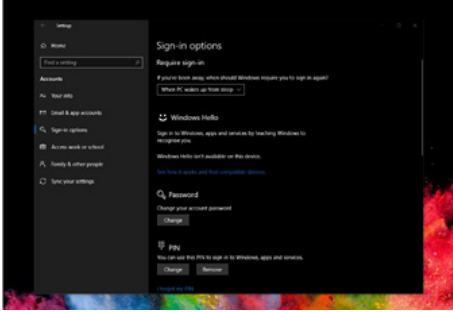 Settings
Home
Find a setting
Accounts
Your info
Email & app accounts
Sign-in options
Access work or school
Family & other people
Sync your settings
Sign-in options
Require sign-in
If you've been away, when should Windows require you to sign in again?
When PC wakes up from sleep
Windows Hello
Sign in to Windows, apps and services by teaching Windows to
recognise you.
Windows Hello isn't available on this device.
See how it works and find compatible devices.
Password
Change your account password
Change
PIN
You can use this PIN to sign in to Windows, apps and services.
Change Remove
I forgot my PIN